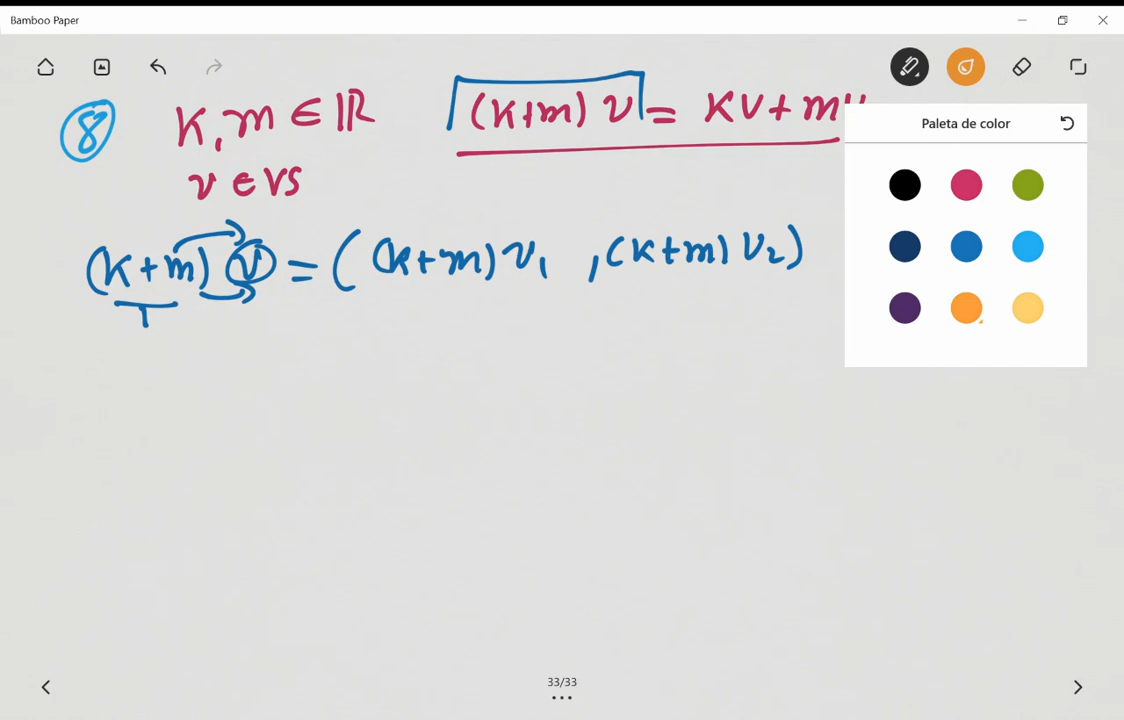 Bamboo Paper
⑧ K, m ∈ ℝ (K+m) v = Kv + m
Paleta de color
v ∈ VS
(K+m) v = ( (K+m) v₁ , (K+m) v₂ )
33/33